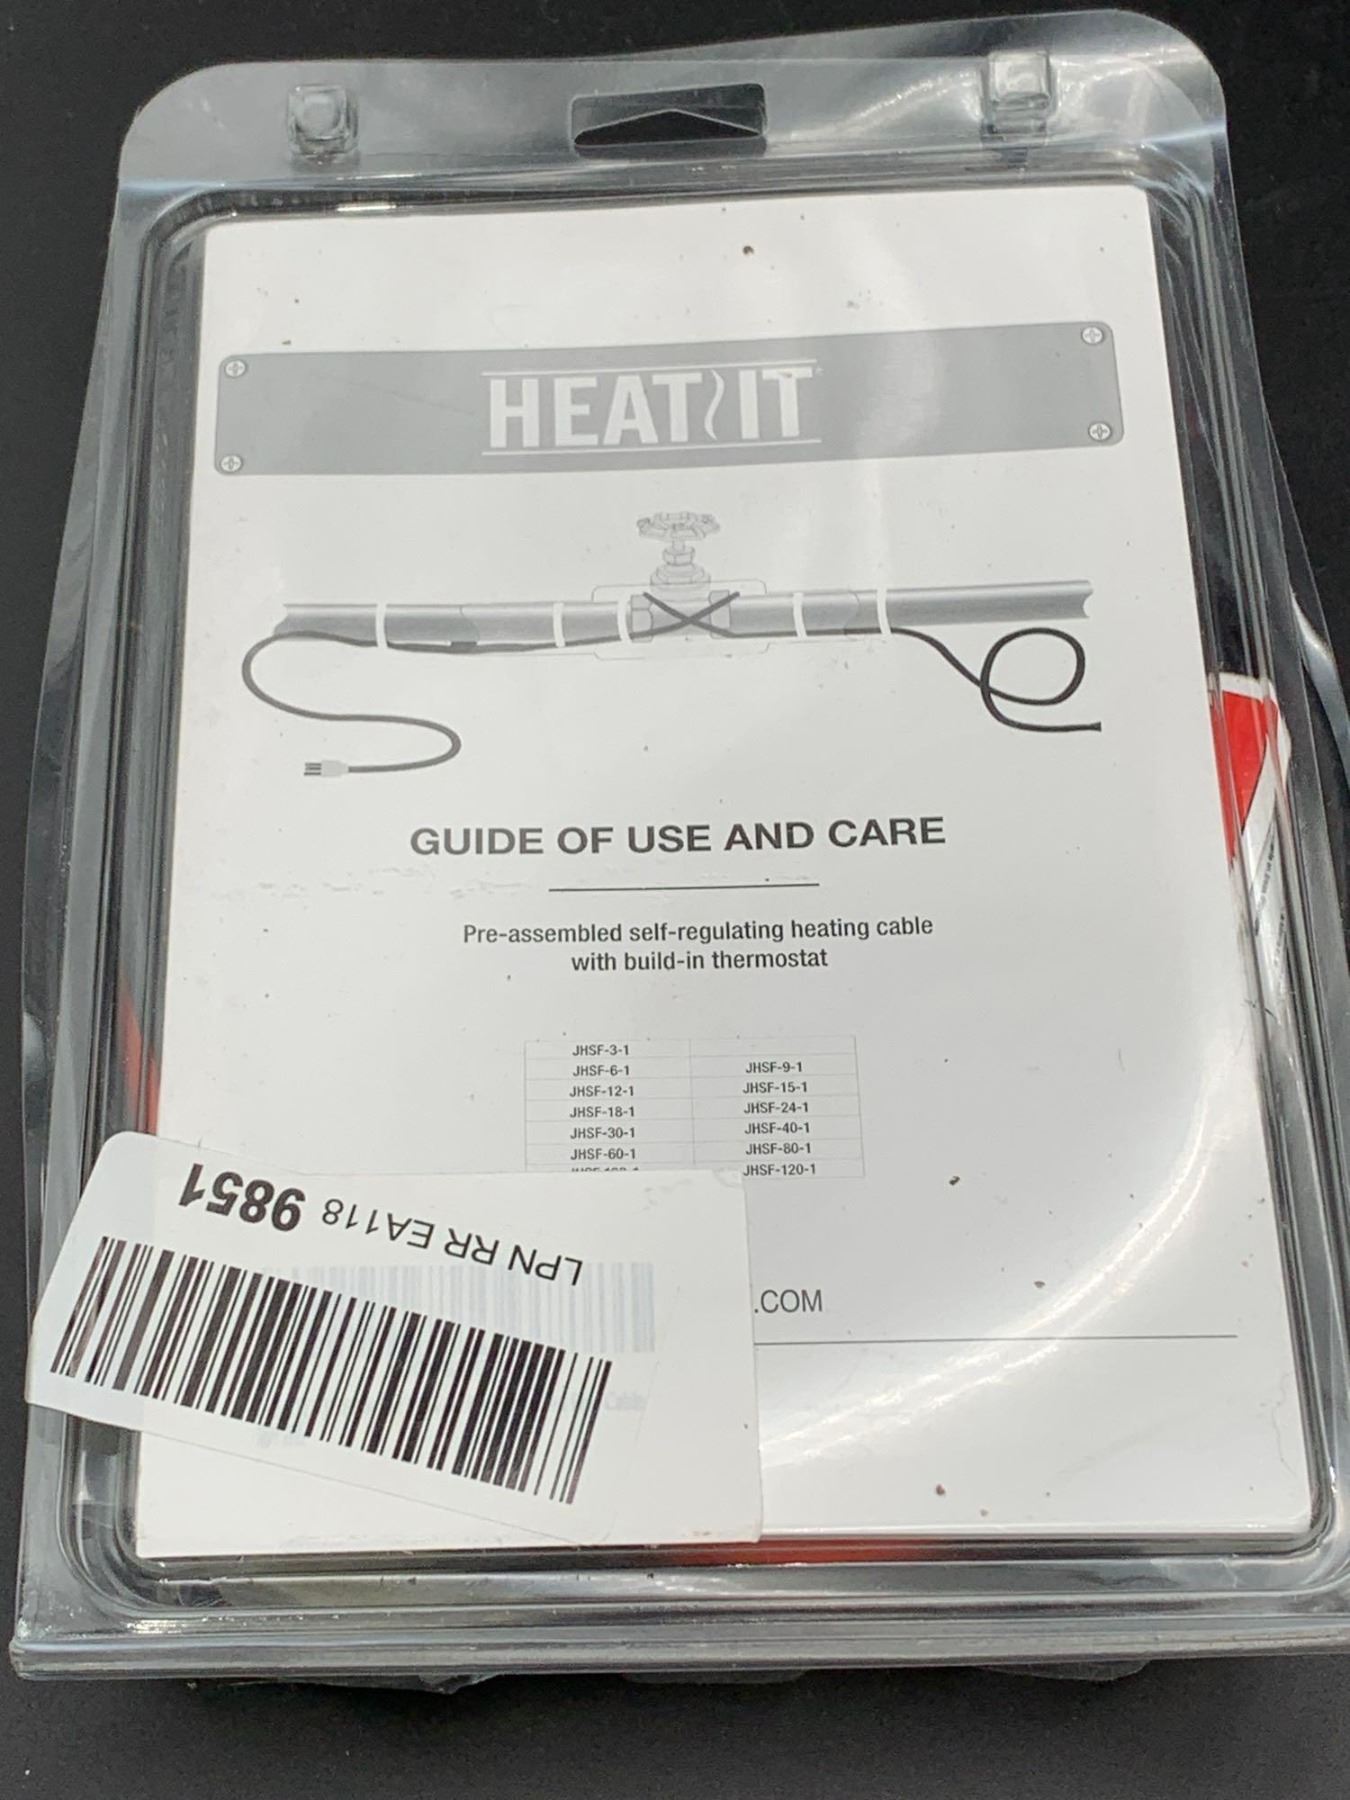 HEAT IT
GUIDE OF USE AND CARE
Pre-assembled self-regulating heating cable
with build-in thermostat
JHSF-3-1
JHSF-6-1 JHSF-9-1
JHSF-12-1 JHSF-15-1
JHSF-18-1 JHSF-24-1
JHSF-30-1 JHSF-40-1
JHSF-60-1 JHSF-80-1
JHSF-120-1
.COM
LPN RR EA118 9851